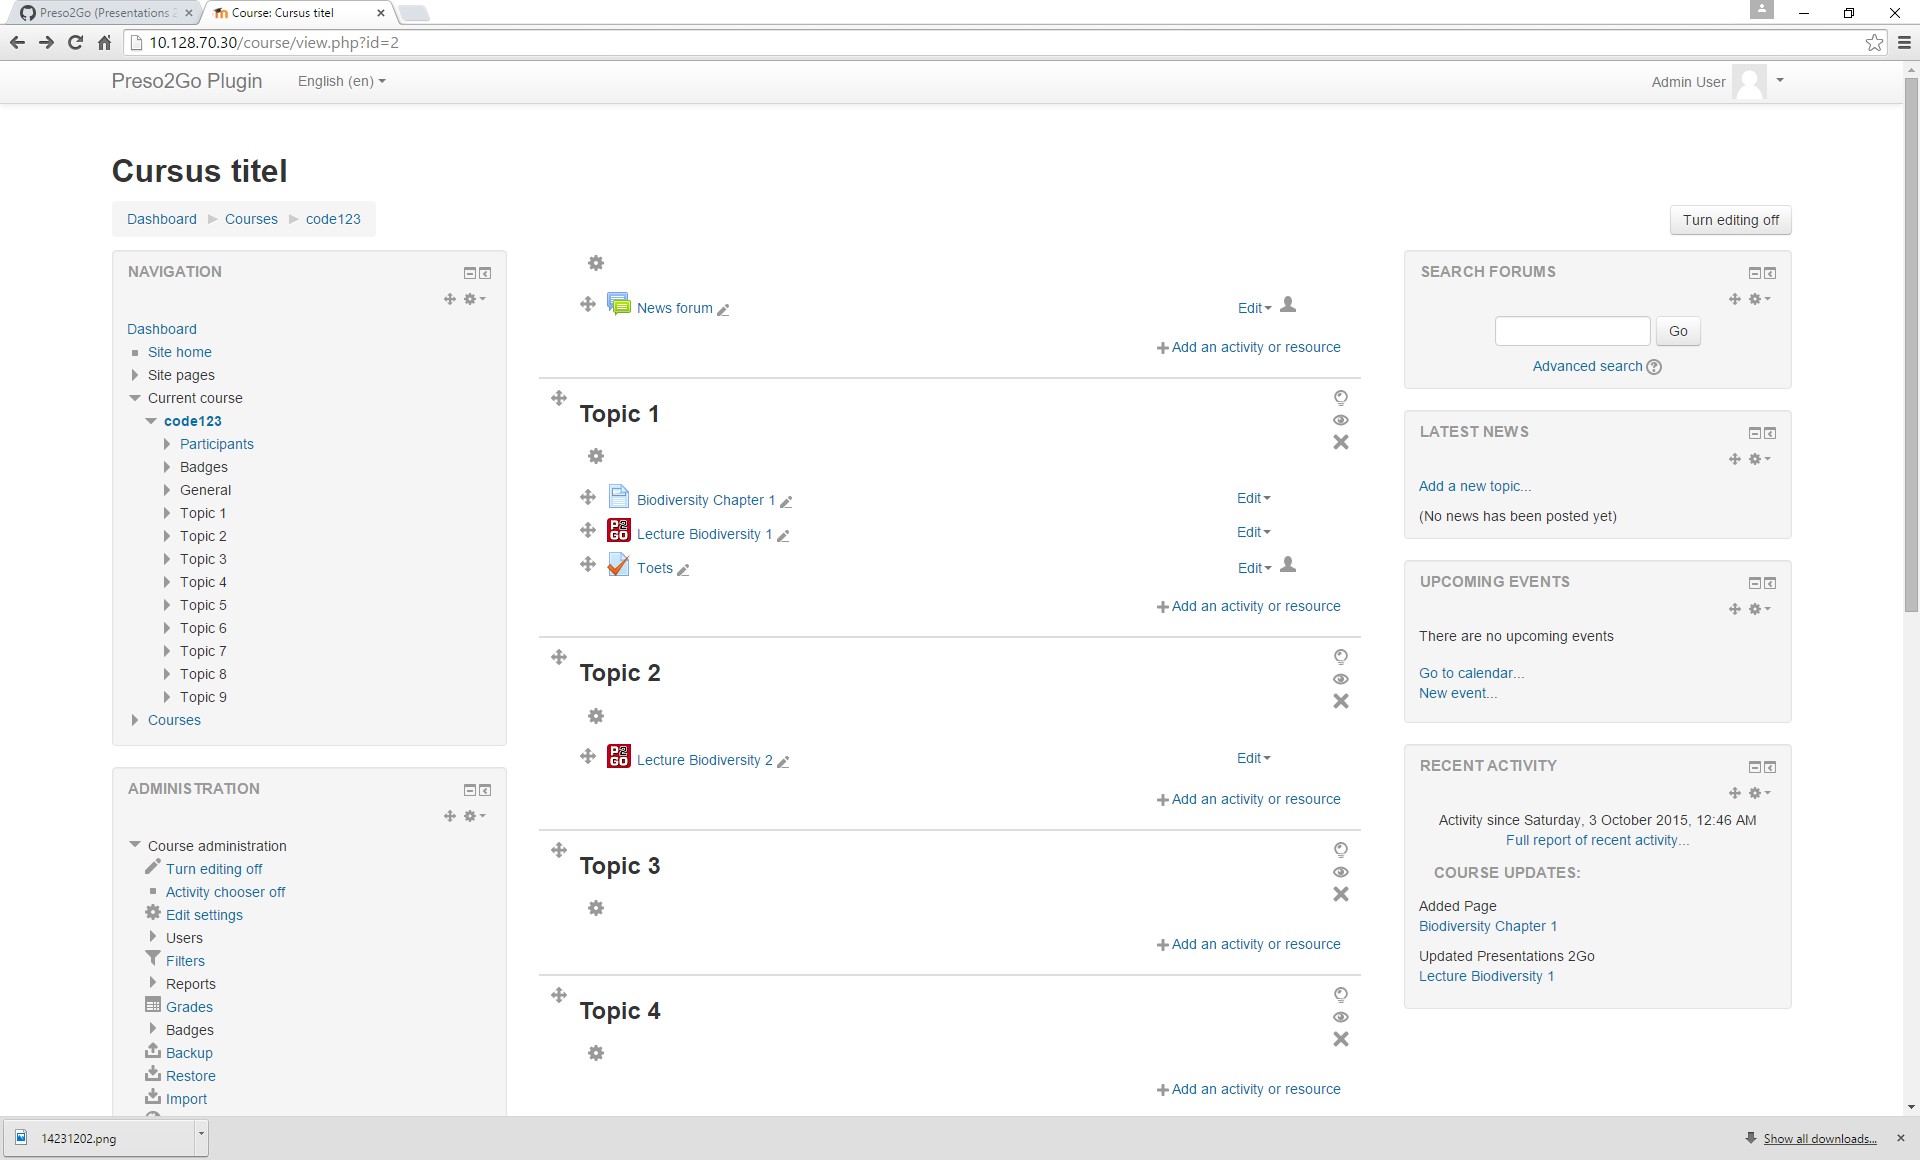 Preso2Go (Presentations 2
Course: Cursus titel
10.128.70.30/course/view.php?id=2
Preso2Go Plugin
English (en)
Admin User
Cursus titel
Dashboard
Courses
code123
Turn editing off
NAVIGATION
Dashboard
Site home
Site pages
Current course
code123
Participants
Badges
General
Topic 1
Topic 2
Topic 3
Topic 4
Topic 5
Topic 6
Topic 7
Topic 8
Topic 9
Courses
ADMINISTRATION
Course administration
Turn editing off
Activity chooser off
Edit settings
Users
Filters
Reports
Grades
Badges
Backup
Restore
Import
News forum
Edit
Add an activity or resource
Topic 1
Biodiversity Chapter 1
Edit
P2GO
Lecture Biodiversity 1
Edit
Toets
Edit
Add an activity or resource
Topic 2
P2GO
Lecture Biodiversity 2
Edit
Add an activity or resource
Topic 3
Add an activity or resource
Topic 4
Add an activity or resource
SEARCH FORUMS
Go
Advanced search
LATEST NEWS
Add a new topic...
(No news has been posted yet)
UPCOMING EVENTS
There are no upcoming events
Go to calendar...
New event...
RECENT ACTIVITY
Activity since Saturday, 3 October 2015, 12:46 AM
Full report of recent activity...
COURSE UPDATES:
Added Page
Biodiversity Chapter 1
Updated Presentations 2Go
Lecture Biodiversity 1
14231202.png
Show all downloads...